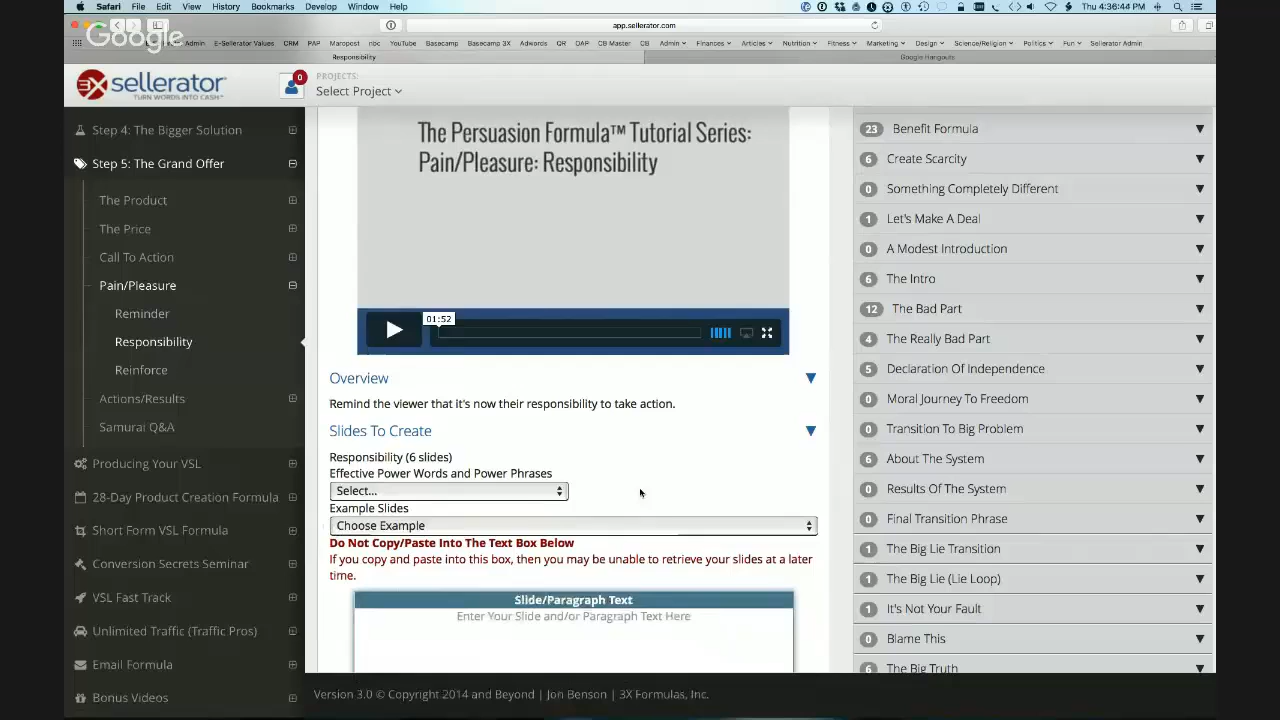 Safari File Edit View History Bookmarks Develop Window Help
Thu 4:36:44 PM
app.sellerator.com
Google
Admin E-Sellerator Values CRM PAP Maropost nbc YouTube Basecamp Basecamp 3X Adwords QR OAP CB Master CB Admin Finances Articles Nutrition Fitness Marketing Design Science/Religion Politics Fun Sellerator Admin
Responsibility
Google Hangouts
3X sellerator
TURN WORDS INTO CASH
0
PROJECTS:
Select Project
Step 4: The Bigger Solution
Step 5: The Grand Offer
The Product
The Price
Call To Action
Pain/Pleasure
Reminder
Responsibility
Reinforce
Actions/Results
Samurai Q&A
Producing Your VSL
28-Day Product Creation Formula
Short Form VSL Formula
Conversion Secrets Seminar
VSL Fast Track
Unlimited Traffic (Traffic Pros)
Email Formula
Bonus Videos
The Persuasion Formula™ Tutorial Series:
Pain/Pleasure: Responsibility
01:52
Overview
Remind the viewer that it's now their responsibility to take action.
Slides To Create
Responsibility (6 slides)
Effective Power Words and Power Phrases
Select...
Example Slides
Choose Example
Do Not Copy/Paste Into The Text Box Below
If you copy and paste into this box, then you may be unable to retrieve your slides at a later
time.
Slide/Paragraph Text
Enter Your Slide and/or Paragraph Text Here
23 Benefit Formula
6 Create Scarcity
0 Something Completely Different
1 Let's Make A Deal
0 A Modest Introduction
6 The Intro
12 The Bad Part
4 The Really Bad Part
5 Declaration Of Independence
0 Moral Journey To Freedom
0 Transition To Big Problem
6 About The System
0 Results Of The System
0 Final Transition Phrase
1 The Big Lie Transition
1 The Big Lie (Lie Loop)
1 It's Not Your Fault
0 Blame This
6 The Big Truth
Version 3.0 © Copyright 2014 and Beyond | Jon Benson | 3X Formulas, Inc.